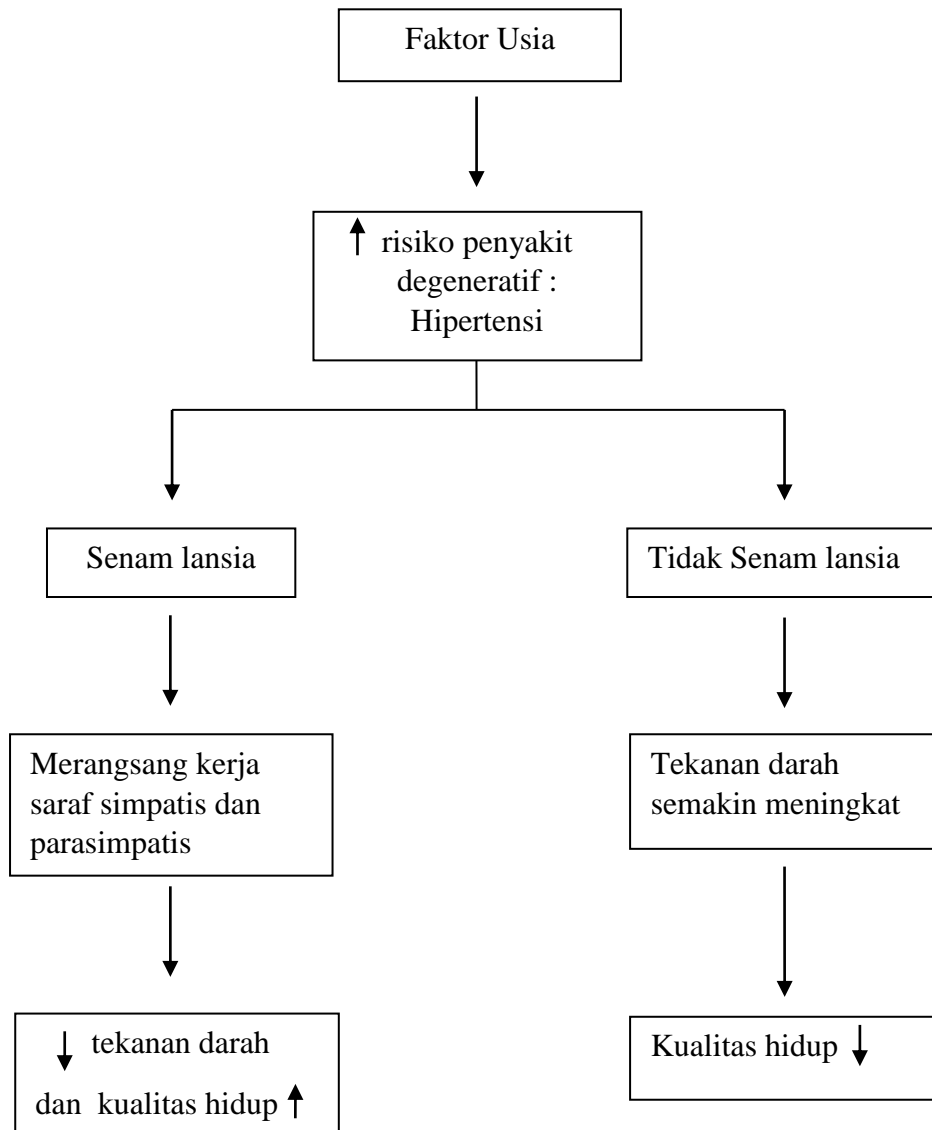 Faktor Usia
↑ risiko penyakit
degeneratif :
Hipertensi
Senam lansia
Tidak Senam lansia
Merangsang kerja
saraf simpatis dan
parasimpatis
Tekanan darah
semakin meningkat
↓ tekanan darah
dan kualitas hidup ↑
Kualitas hidup ↓